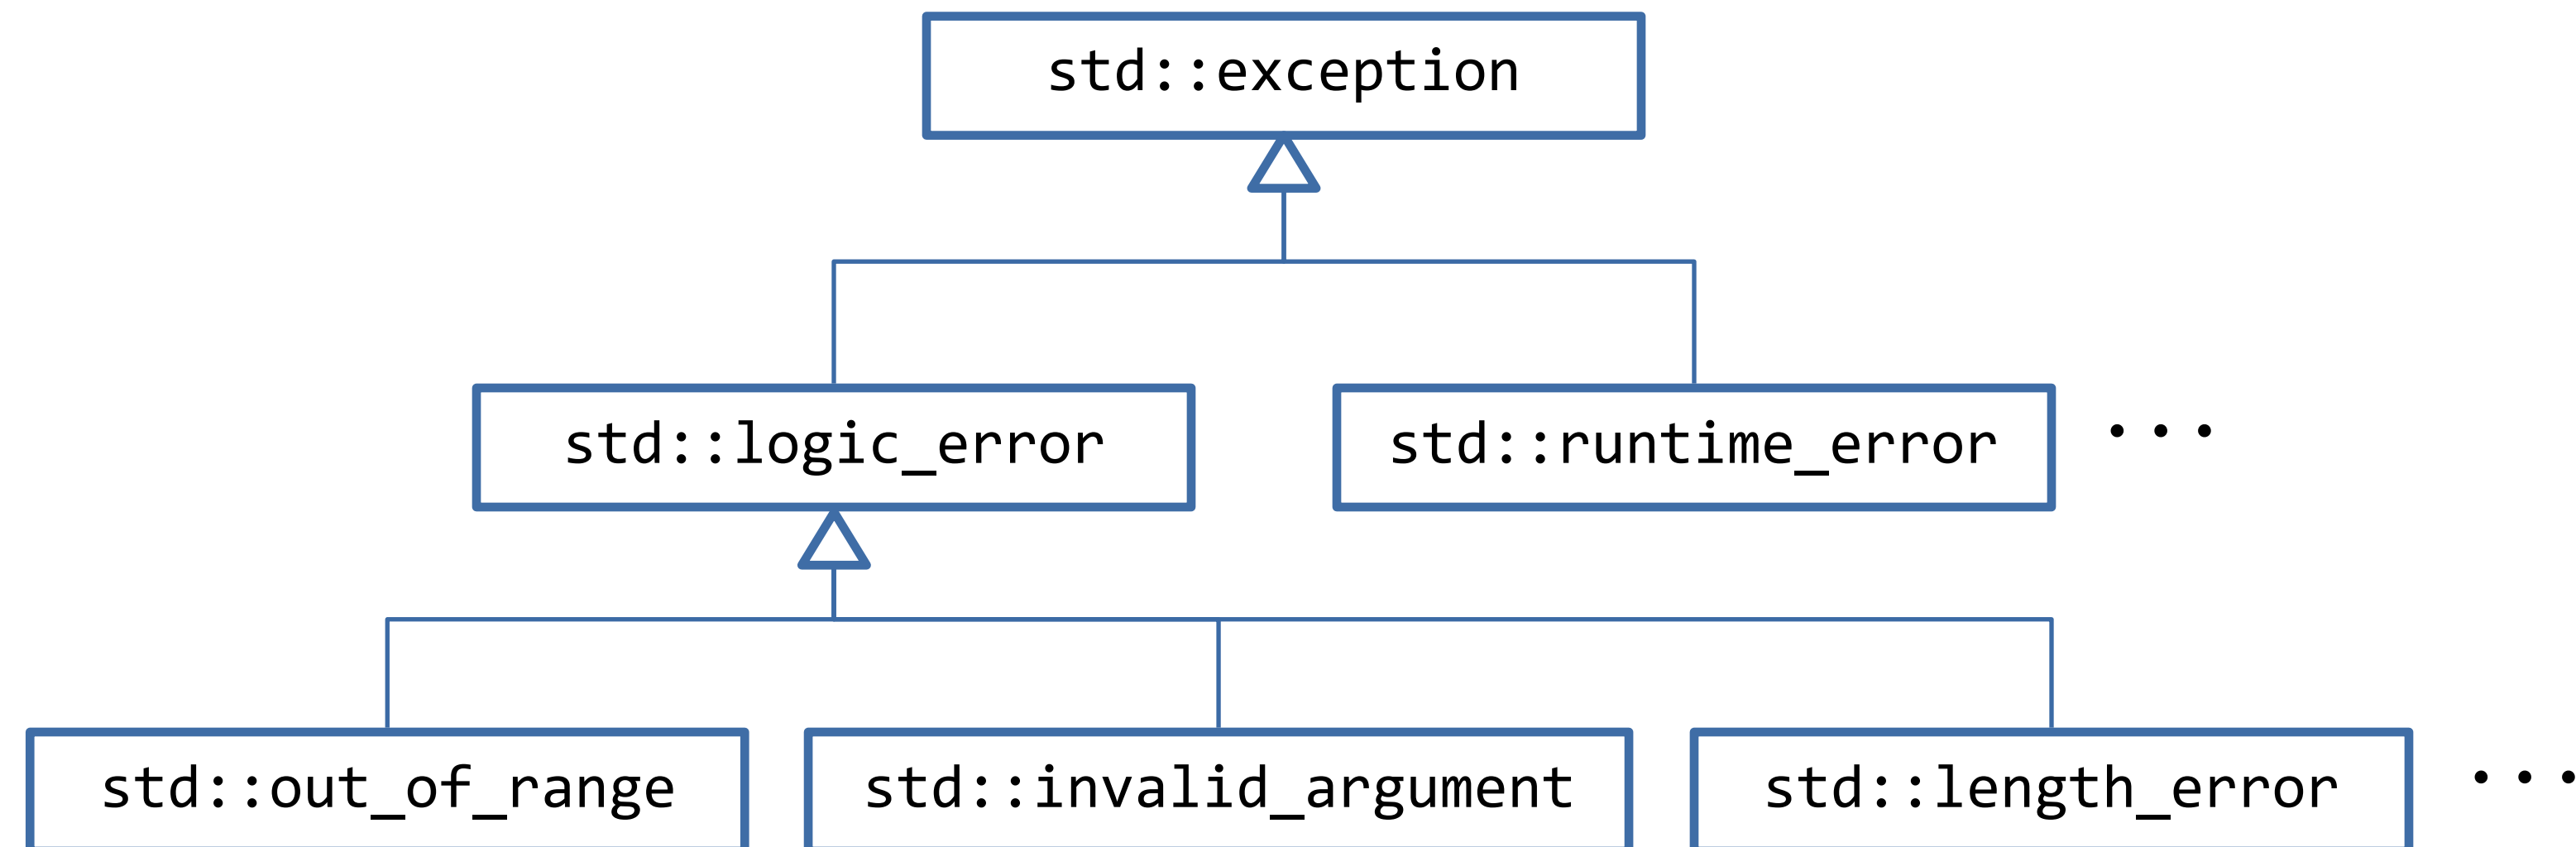 std::exception
std::logic_error
std::runtime_error
...
std::out_of_range
std::invalid_argument
std::length_error
...